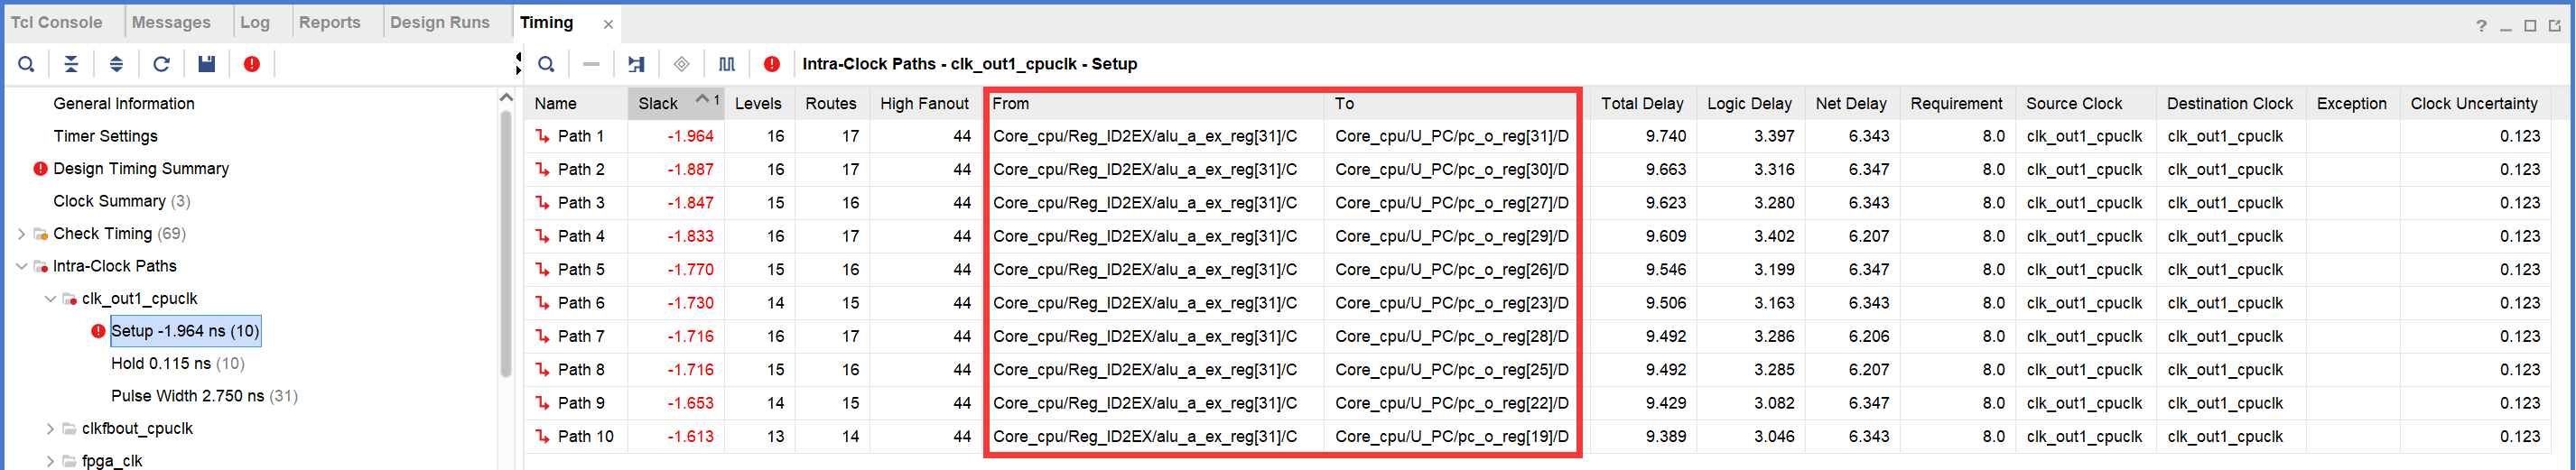 Tcl Console Messages Log Reports Design Runs Timing ×
? 
Intra-Clock Paths - clk_out1_cpuclk - Setup
General Information
Timer Settings
Design Timing Summary
Clock Summary (3)
Check Timing (69)
Intra-Clock Paths
clk_out1_cpuclk
Setup -1.964 ns (10)
Hold 0.115 ns (10)
Pulse Width 2.750 ns (31)
clkfbout_cpuclk
fpga_clk
Name Slack 1 Levels Routes High Fanout From To Total Delay Logic Delay Net Delay Requirement Source Clock Destination Clock Exception Clock Uncertainty
Path 1 -1.964 16 17 44 Core_cpu/Reg_ID2EX/alu_a_ex_reg[31]/C Core_cpu/U_PC/pc_o_reg[31]/D 9.740 3.397 6.343 8.0 clk_out1_cpuclk clk_out1_cpuclk 0.123
Path 2 -1.887 16 17 44 Core_cpu/Reg_ID2EX/alu_a_ex_reg[31]/C Core_cpu/U_PC/pc_o_reg[30]/D 9.663 3.316 6.347 8.0 clk_out1_cpuclk clk_out1_cpuclk 0.123
Path 3 -1.847 15 16 44 Core_cpu/Reg_ID2EX/alu_a_ex_reg[31]/C Core_cpu/U_PC/pc_o_reg[27]/D 9.623 3.280 6.343 8.0 clk_out1_cpuclk clk_out1_cpuclk 0.123
Path 4 -1.833 16 17 44 Core_cpu/Reg_ID2EX/alu_a_ex_reg[31]/C Core_cpu/U_PC/pc_o_reg[29]/D 9.609 3.402 6.207 8.0 clk_out1_cpuclk clk_out1_cpuclk 0.123
Path 5 -1.770 15 16 44 Core_cpu/Reg_ID2EX/alu_a_ex_reg[31]/C Core_cpu/U_PC/pc_o_reg[26]/D 9.546 3.199 6.347 8.0 clk_out1_cpuclk clk_out1_cpuclk 0.123
Path 6 -1.730 14 15 44 Core_cpu/Reg_ID2EX/alu_a_ex_reg[31]/C Core_cpu/U_PC/pc_o_reg[23]/D 9.506 3.163 6.343 8.0 clk_out1_cpuclk clk_out1_cpuclk 0.123
Path 7 -1.716 16 17 44 Core_cpu/Reg_ID2EX/alu_a_ex_reg[31]/C Core_cpu/U_PC/pc_o_reg[28]/D 9.492 3.286 6.206 8.0 clk_out1_cpuclk clk_out1_cpuclk 0.123
Path 8 -1.716 15 16 44 Core_cpu/Reg_ID2EX/alu_a_ex_reg[31]/C Core_cpu/U_PC/pc_o_reg[25]/D 9.492 3.285 6.207 8.0 clk_out1_cpuclk clk_out1_cpuclk 0.123
Path 9 -1.653 14 15 44 Core_cpu/Reg_ID2EX/alu_a_ex_reg[31]/C Core_cpu/U_PC/pc_o_reg[22]/D 9.429 3.082 6.347 8.0 clk_out1_cpuclk clk_out1_cpuclk 0.123
Path 10 -1.613 13 14 44 Core_cpu/Reg_ID2EX/alu_a_ex_reg[31]/C Core_cpu/U_PC/pc_o_reg[19]/D 9.389 3.046 6.343 8.0 clk_out1_cpuclk clk_out1_cpuclk 0.123